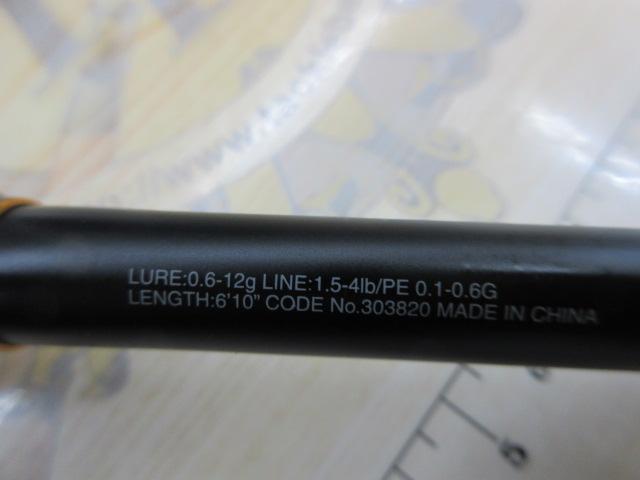 LURE:0.6-12g LINE:1.5-4lb/PE 0.1-0.6G
LENGTH:6'10" CODE No.303820 MADE IN CHINA